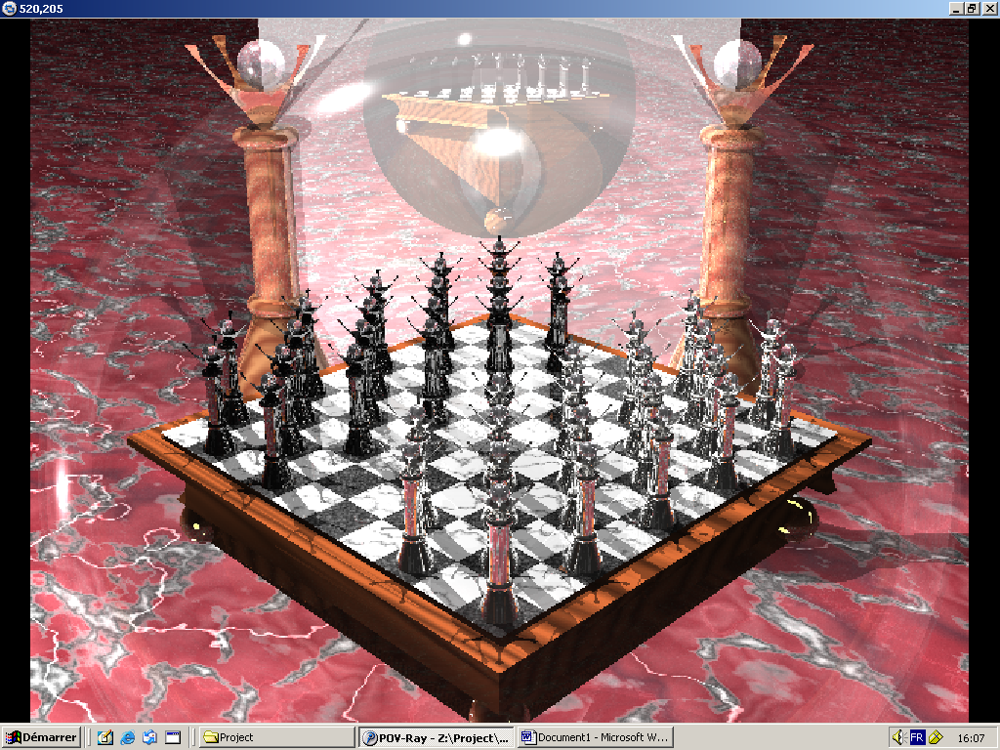 520,205
Démarrer
Project
POV-Ray - Z:\Project\...
Document1 - Microsoft W...
FR
16:07